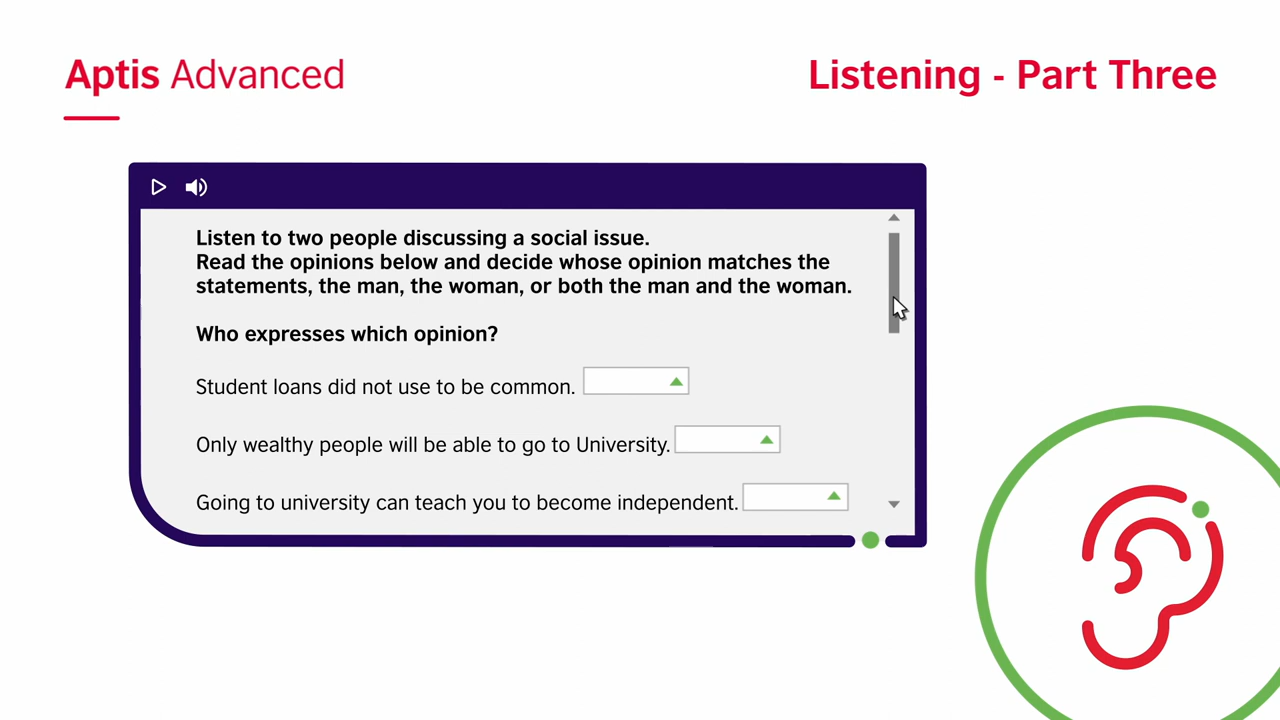 Aptis Advanced
Listening - Part Three
Listen to two people discussing a social issue.
Read the opinions below and decide whose opinion matches the
statements, the man, the woman, or both the man and the woman.
Who expresses which opinion?
Student loans did not use to be common.
Only wealthy people will be able to go to University.
Going to university can teach you to become independent.